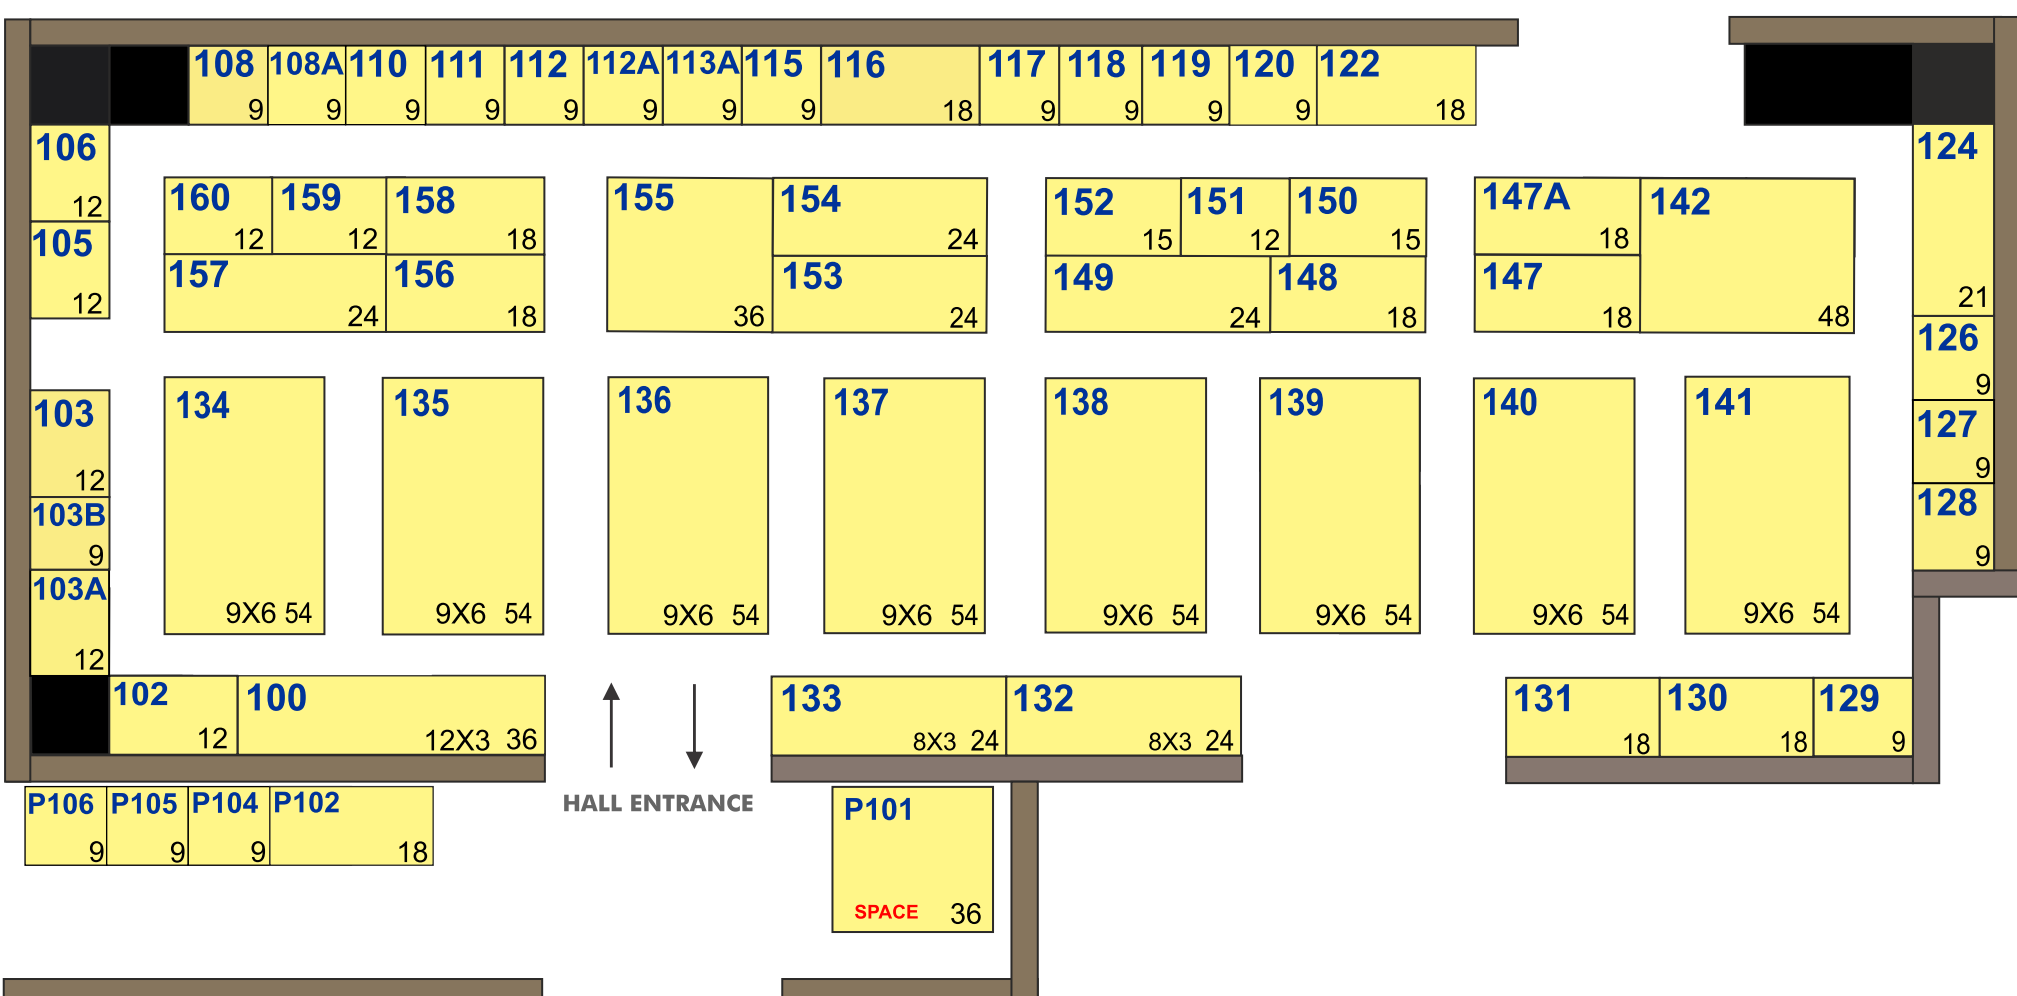 108 108A 110 111 112 112A 113A 115 116 117 118 119 120 122
9 9 9 9 9 9 9 9 18 9 9 9 9 18
106
12
105
12
124
21
160 159 158
12 12 18
157 156
24 18
155 154
24
153
36 24
152 151 150
15 12 15
149 148
24 18
147A 142
18
147
18 48
126
9
127
9
128
9
103
12
103B
9
103A
12
134 135 136 137 138 139 140 141
9X6 54 9X6 54 9X6 54 9X6 54 9X6 54 9X6 54 9X6 54 9X6 54
102 100
12 12X3 36
133 132
8X3 24 8X3 24
131 130 129
18 18 9
HALL ENTRANCE
P106 P105 P104 P102
9 9 9 18
P101
SPACE 36